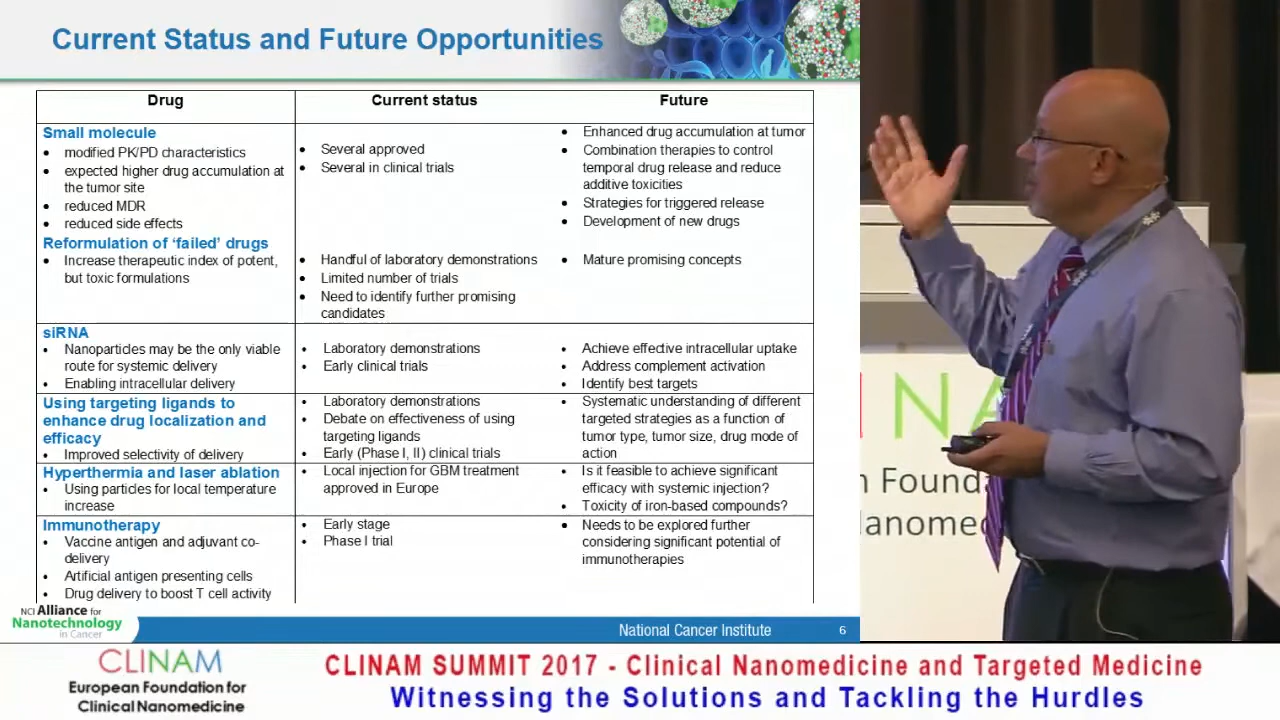 Current Status and Future Opportunities
Drug
Current status
Future
Small molecule
• modified PK/PD characteristics
• expected higher drug accumulation at
the tumor site
• reduced MDR
• reduced side effects
• Several approved
• Several in clinical trials
• Enhanced drug accumulation at tumor
• Combination therapies to control
temporal drug release and reduce
additive toxicities
• Strategies for triggered release
• Development of new drugs
Reformulation of ‘failed’ drugs
• Increase therapeutic index of potent,
but toxic formulations
• Handful of laboratory demonstrations
• Limited number of trials
• Need to identify further promising
candidates
• Mature promising concepts
siRNA
• Nanoparticles may be the only viable
route for systemic delivery
• Enabling intracellular delivery
• Laboratory demonstrations
• Early clinical trials
• Achieve effective intracellular uptake
• Address complement activation
• Identify best targets
Using targeting ligands to
enhance drug localization and
efficacy
• Improved selectivity of delivery
• Laboratory demonstrations
• Debate on effectiveness of using
targeting ligands
• Early (Phase I, II) clinical trials
• Systematic understanding of different
targeted strategies as a function of
tumor type, tumor size, drug mode of
action
Hyperthermia and laser ablation
• Using particles for local temperature
increase
• Local injection for GBM treatment
approved in Europe
• Is it feasible to achieve significant
efficacy with systemic injection?
• Toxicity of iron-based compounds?
Immunotherapy
• Vaccine antigen and adjuvant co-
delivery
• Artificial antigen presenting cells
• Drug delivery to boost T cell activity
• Early stage
• Phase I trial
• Needs to be explored further
considering significant potential of
immunotherapies
NCI Alliance for
Nanotechnology
in Cancer
National Cancer Institute
6
INA
n Founda
anomed
CLINAM
European Foundation for
Clinical Nanomedicine
CLINAM SUMMIT 2017 - Clinical Nanomedicine and Targeted Medicine
Witnessing the Solutions and Tackling the Hurdles